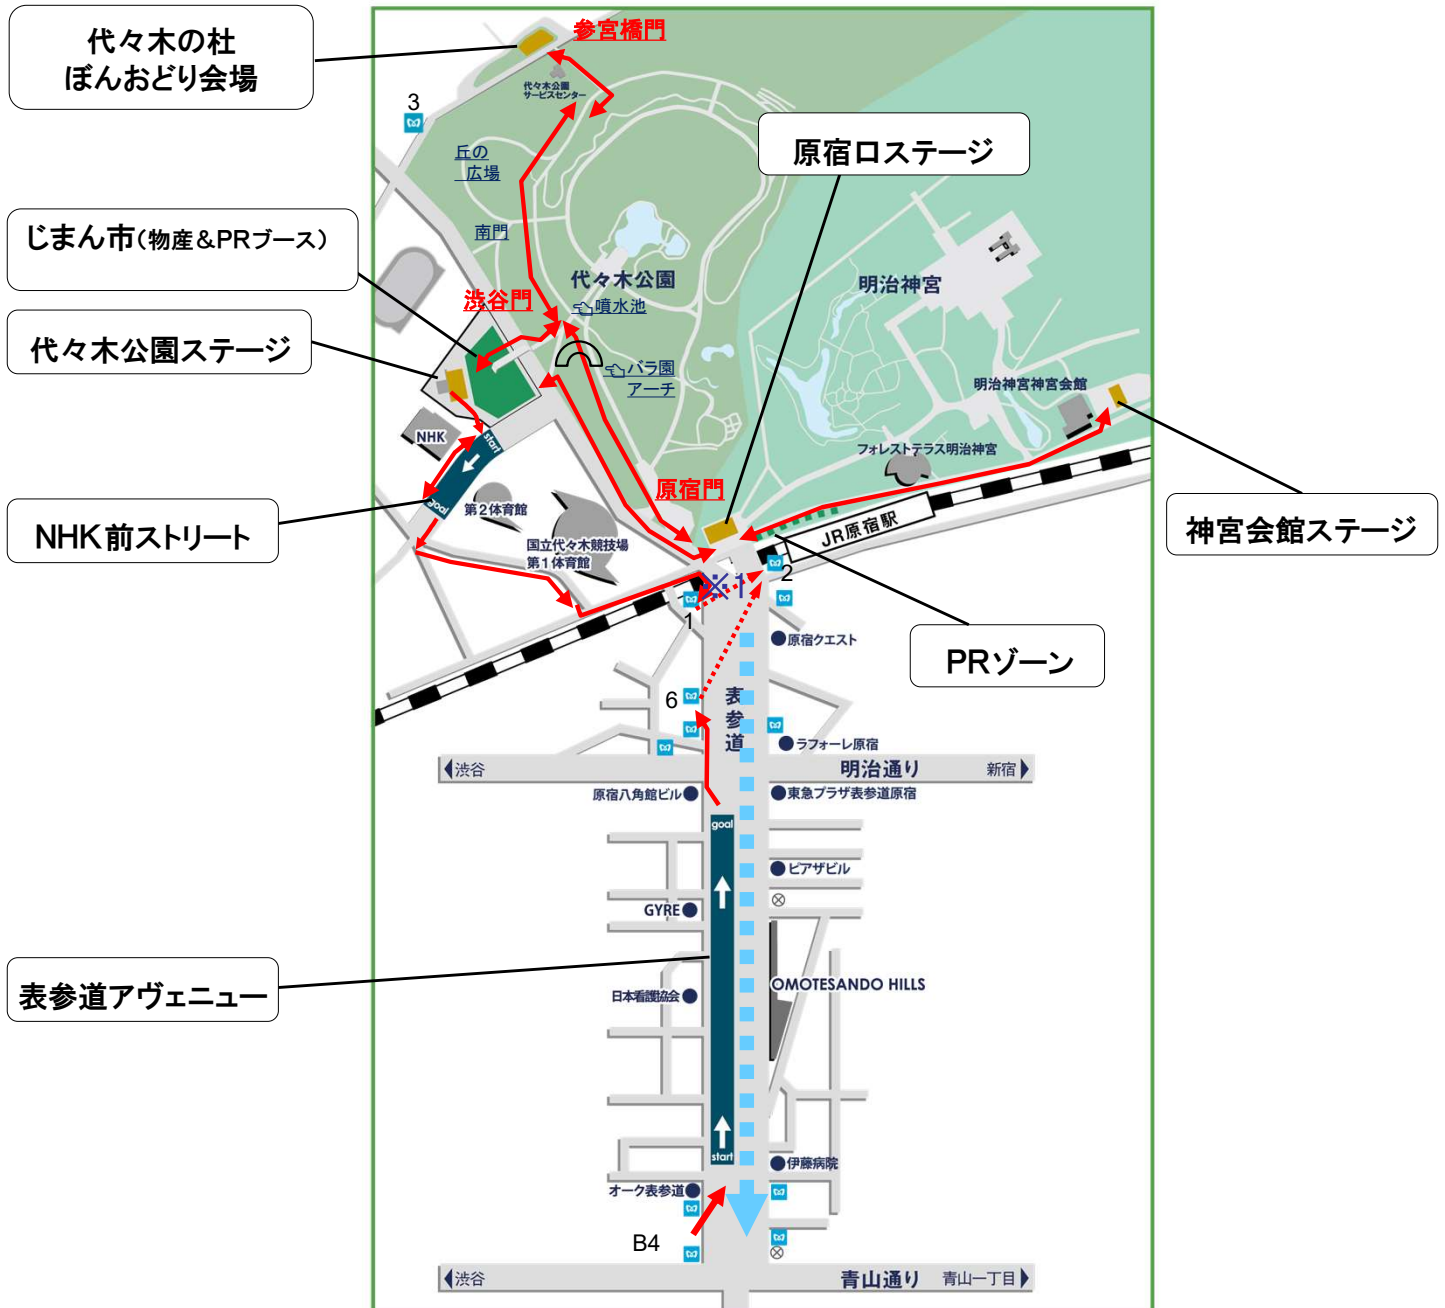 代々木の杜
ぼんおどり会場
参宮橋門
代々木公園
サービスセンター
3
原宿口ステージ
丘の
広場
じまん市(物産&PRブース)
南門
代々木公園
明治神宮
渋谷門
噴水池
代々木公園ステージ
バラ園
アーチ
明治神宮神宮会館
NHK
start
フォレストテラス明治神宮
goal
第2体育館
原宿門
NHK前ストリート
国立代々木競技場
第1体育館
JR原宿駅
神宮会館ステージ
※1
2
1
原宿クエスト
PRゾーン
6
表参道
ラフォーレ原宿
渋谷
明治通り
新宿
原宿八角館ビル
東急プラザ表参道原宿
goal
ピアザビル
GYRE
表参道アヴェニュー
日本看護協会
OMOTESANDO HILLS
start
伊藤病院
オーク表参道
B4
渋谷
青山通り
青山一丁目